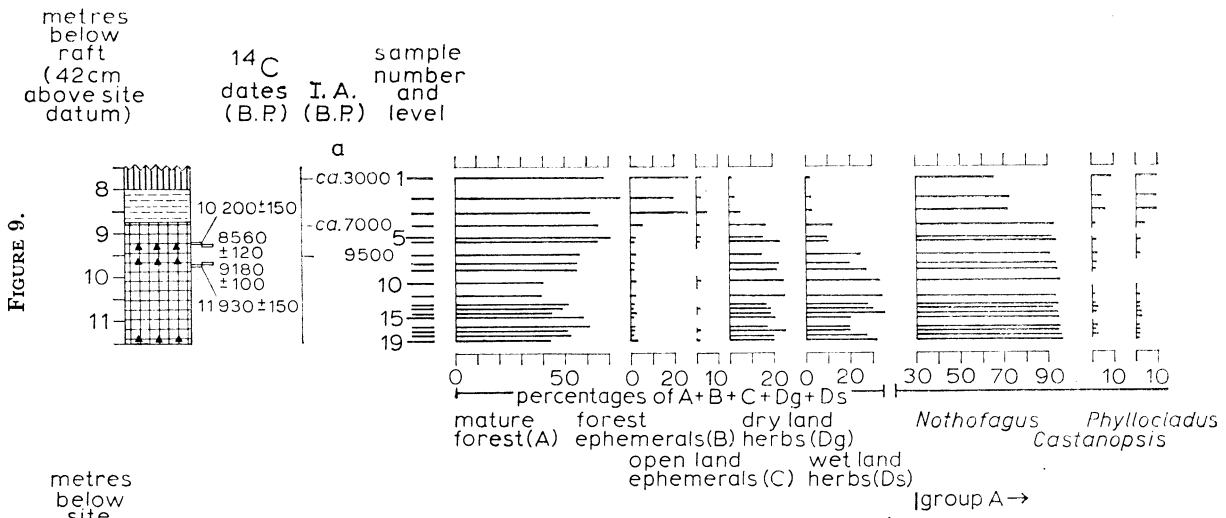 metres
below
raft
(42cm
above site
datum)
14C
dates
(B.P.)
I.A.
(B.P.)
sample
number
and
level
a
FIGURE 9.
8
9
10
11
10 200±150
8560
±120
9180
±100
11 930±150
ca.3000
ca.7000
9500
1
5
10
15
19
0 50 0 20 0 10 0 20 0 20 30 50 70 90 10 10
percentages of A+B+C+Dg+Ds
mature
forest(A)
forest
ephemerals(B)
open land
ephemerals(C)
dry land
herbs(Dg)
wet land
herbs(Ds)
Nothofagus
Castanopsis
Phyllociadus
|group A→
metres
below
site